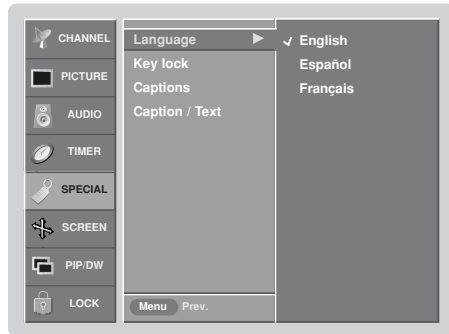 CHANNEL
PICTURE
AUDIO
TIMER
SPECIAL
SCREEN
PIP/DW
LOCK
Language
Key lock
Captions
Caption / Text
Menu Prev.
English
Español
Français